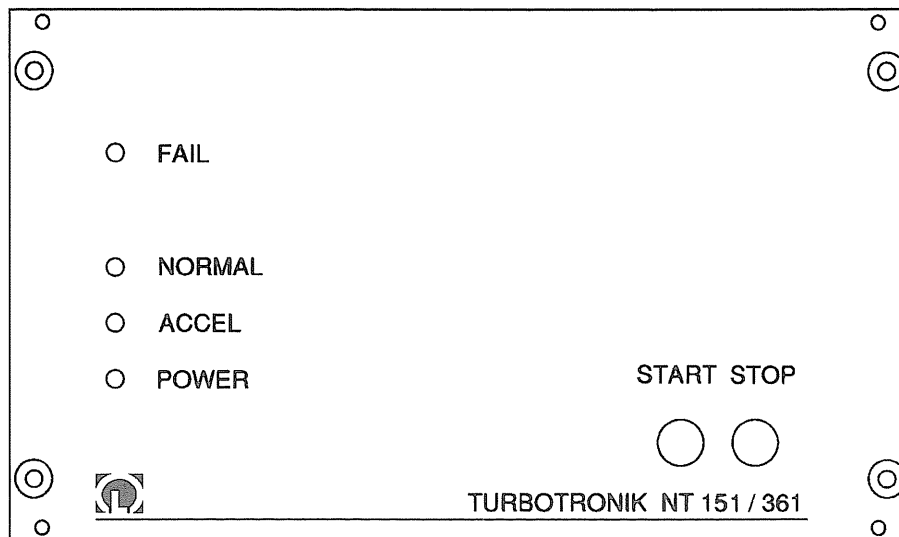 FAIL
NORMAL
ACCEL
POWER
START STOP
TURBOTRONIK NT 151 / 361